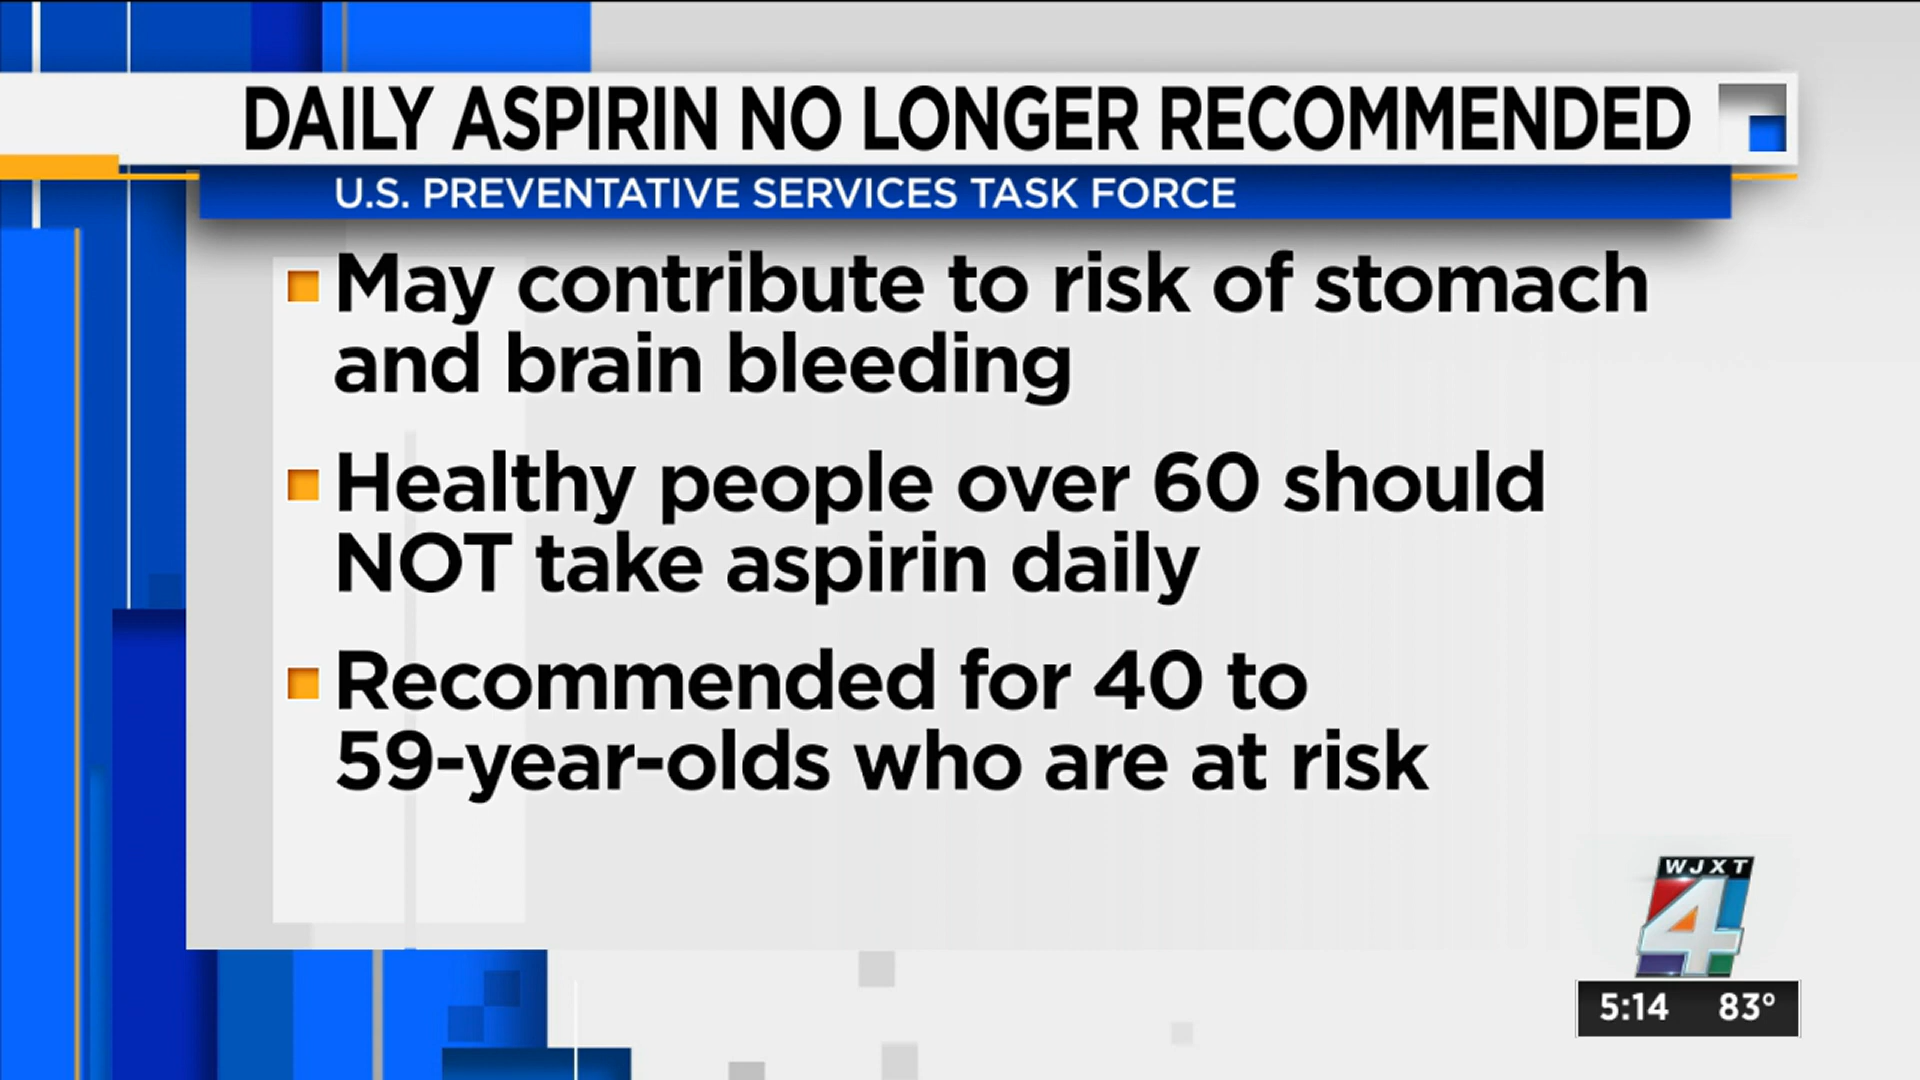 DAILY ASPIRIN NO LONGER RECOMMENDED
U.S. PREVENTATIVE SERVICES TASK FORCE
May contribute to risk of stomach
and brain bleeding
Healthy people over 60 should
NOT take aspirin daily
Recommended for 40 to
59-year-olds who are at risk
WJXT
4
5:14 83°